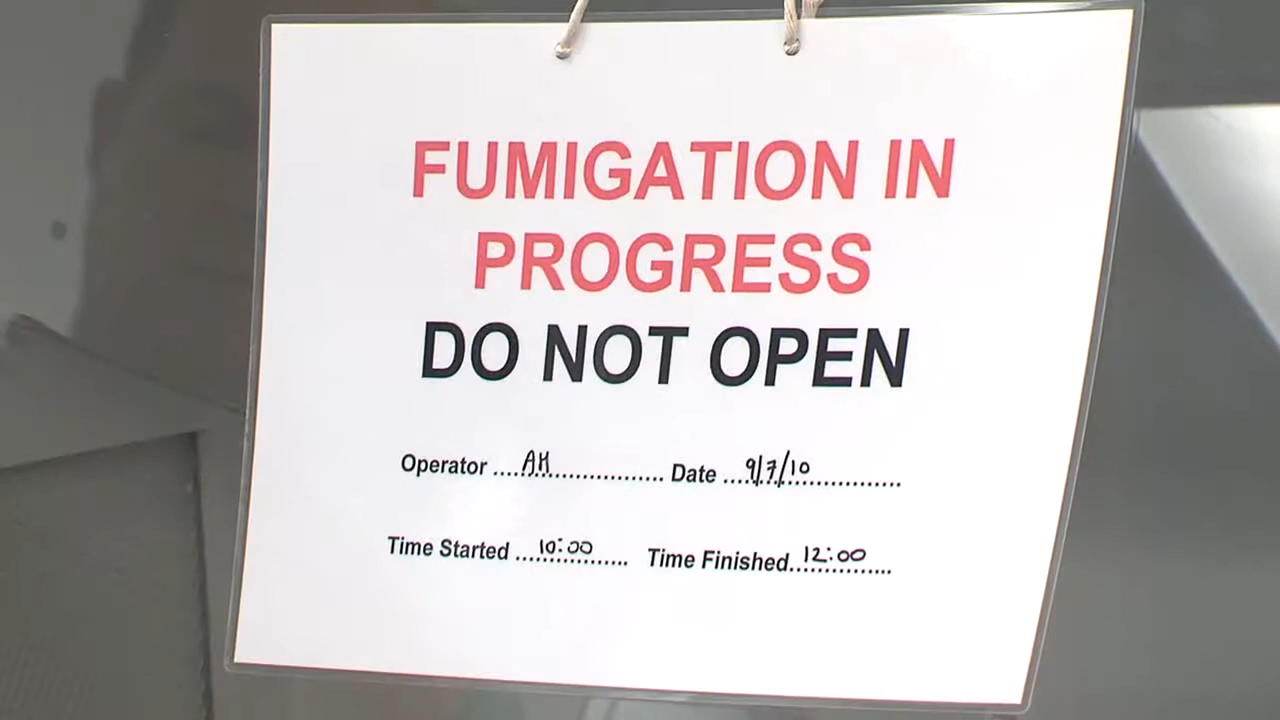 FUMIGATION IN
PROGRESS
DO NOT OPEN
Operator ....AH...................... Date ....9/7/10......................
Time Started ...10:00............ Time Finished..12:00.............